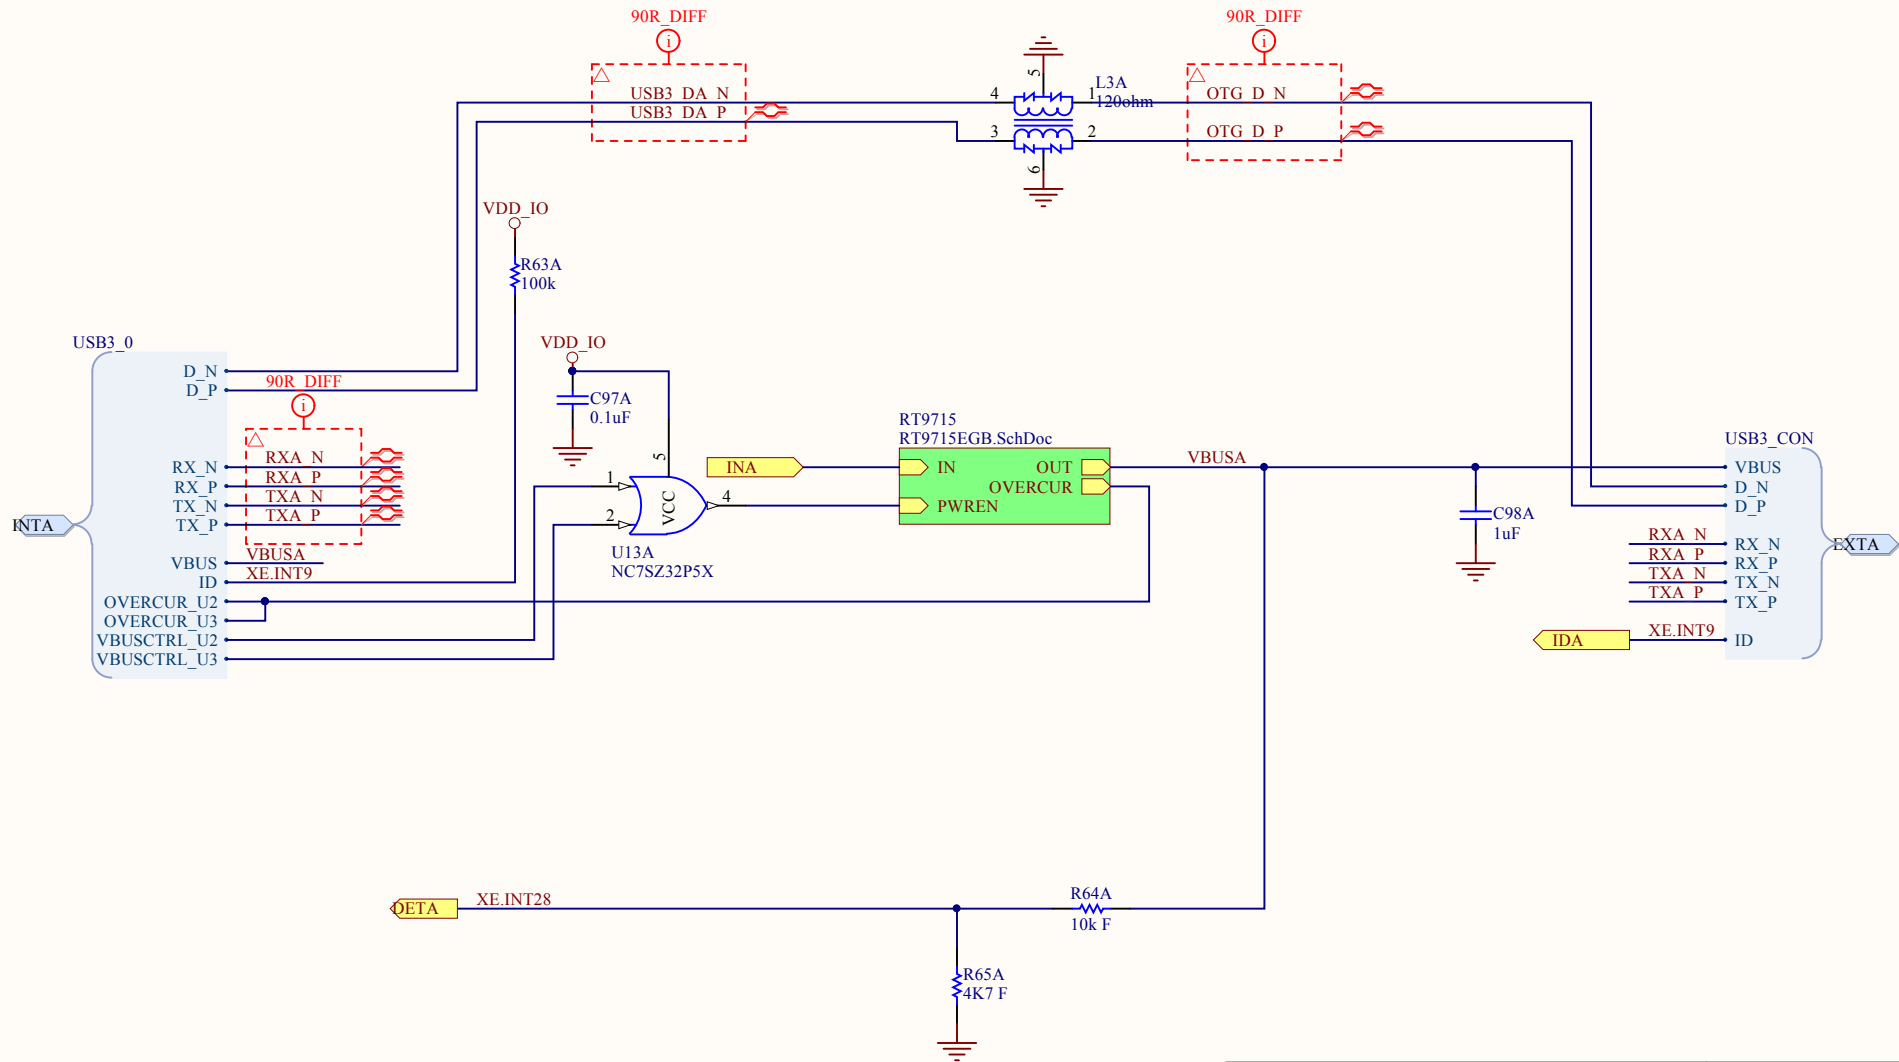 90R_DIFF
i
90R_DIFF
i
USB3_DA_N
USB3_DA_P
4
3
5
6
L3A
1
120ohm
2
OTG_D_N
OTG_D_P
VDD_IO
R63A
100k
USB3_0
D_N
D_P
90R_DIFF
i
RX_N
RXA_N
RX_P
RXA_P
TX_N
TXA_N
TX_P
TXA_P
INTA
VBUS
VBUSA
ID
XE.INT9
OVERCUR_U2
OVERCUR_U3
VBUSCTRL_U2
VBUSCTRL_U3
VDD_IO
C97A
0.1uF
5
1
2
VCC
4
U13A
NC7SZ32P5X
INA
RT9715
RT9715EGB.SchDoc
IN
OUT
OVERCUR
PWREN
VBUSA
C98A
1uF
USB3_CON
VBUS
D_N
D_P
RXA_N
RX_N
RXA_P
RX_P
TXA_N
TX_N
TXA_P
TX_P
EXTA
IDA
XE.INT9
ID
DETA
XE.INT28
R64A
10k F
R65A
4K7 F